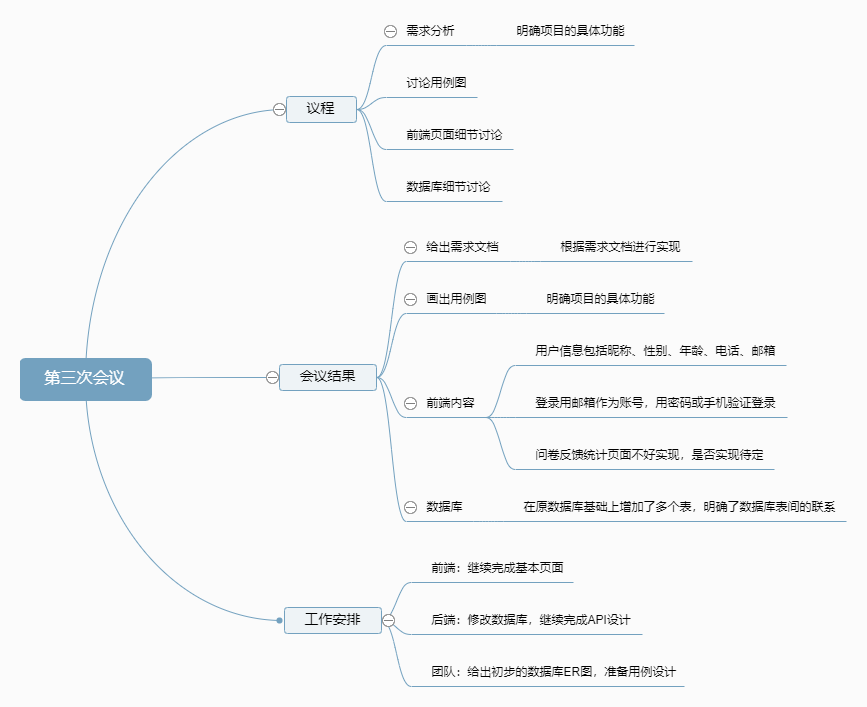 第三次会议
议程
需求分析
明确项目的具体功能
讨论用例图
前端页面细节讨论
数据库细节讨论
会议结果
给出需求文档
根据需求文档进行实现
画出用例图
明确项目的具体功能
前端内容
用户信息包括昵称、性别、年龄、电话、邮箱
登录用邮箱作为账号，用密码或手机验证登录
问卷反馈统计页面不好实现，是否实现待定
数据库
在原数据库基础上增加了多个表，明确了数据库表间的联系
工作安排
前端：继续完成基本页面
后端：修改数据库，继续完成API设计
团队：给出初步的数据库ER图，准备用例设计